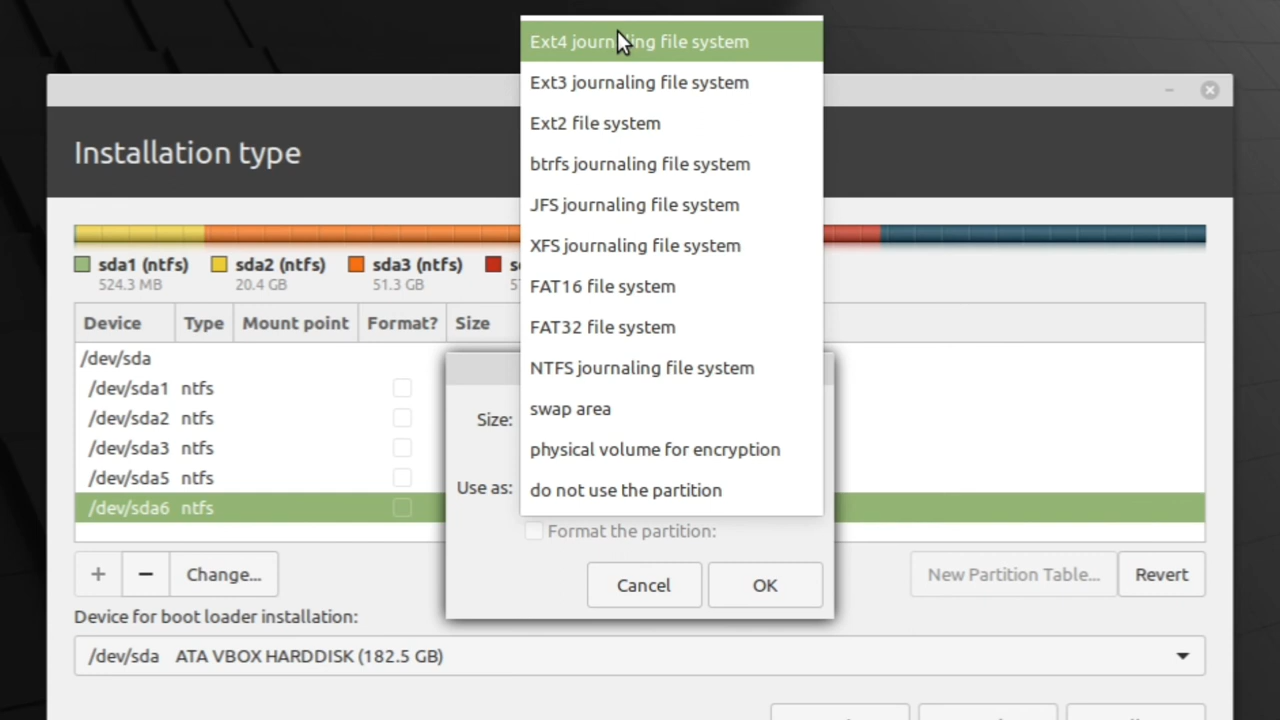 Ext4 journaling file system
Ext3 journaling file system
Ext2 file system
btrfs journaling file system
JFS journaling file system
XFS journaling file system
FAT16 file system
FAT32 file system
NTFS journaling file system
swap area
physical volume for encryption
do not use the partition
Installation type
sda1 (ntfs) sda2 (ntfs) sda3 (ntfs)
524.3 MB 20.4 GB 51.3 GB
Device Type Mount point Format? Size
/dev/sda
/dev/sda1 ntfs
/dev/sda2 ntfs
/dev/sda3 ntfs
/dev/sda5 ntfs
/dev/sda6 ntfs
Size:
Use as:
Format the partition:
Cancel OK
+ − Change... New Partition Table... Revert
Device for boot loader installation:
/dev/sda ATA VBOX HARDDISK (182.5 GB)